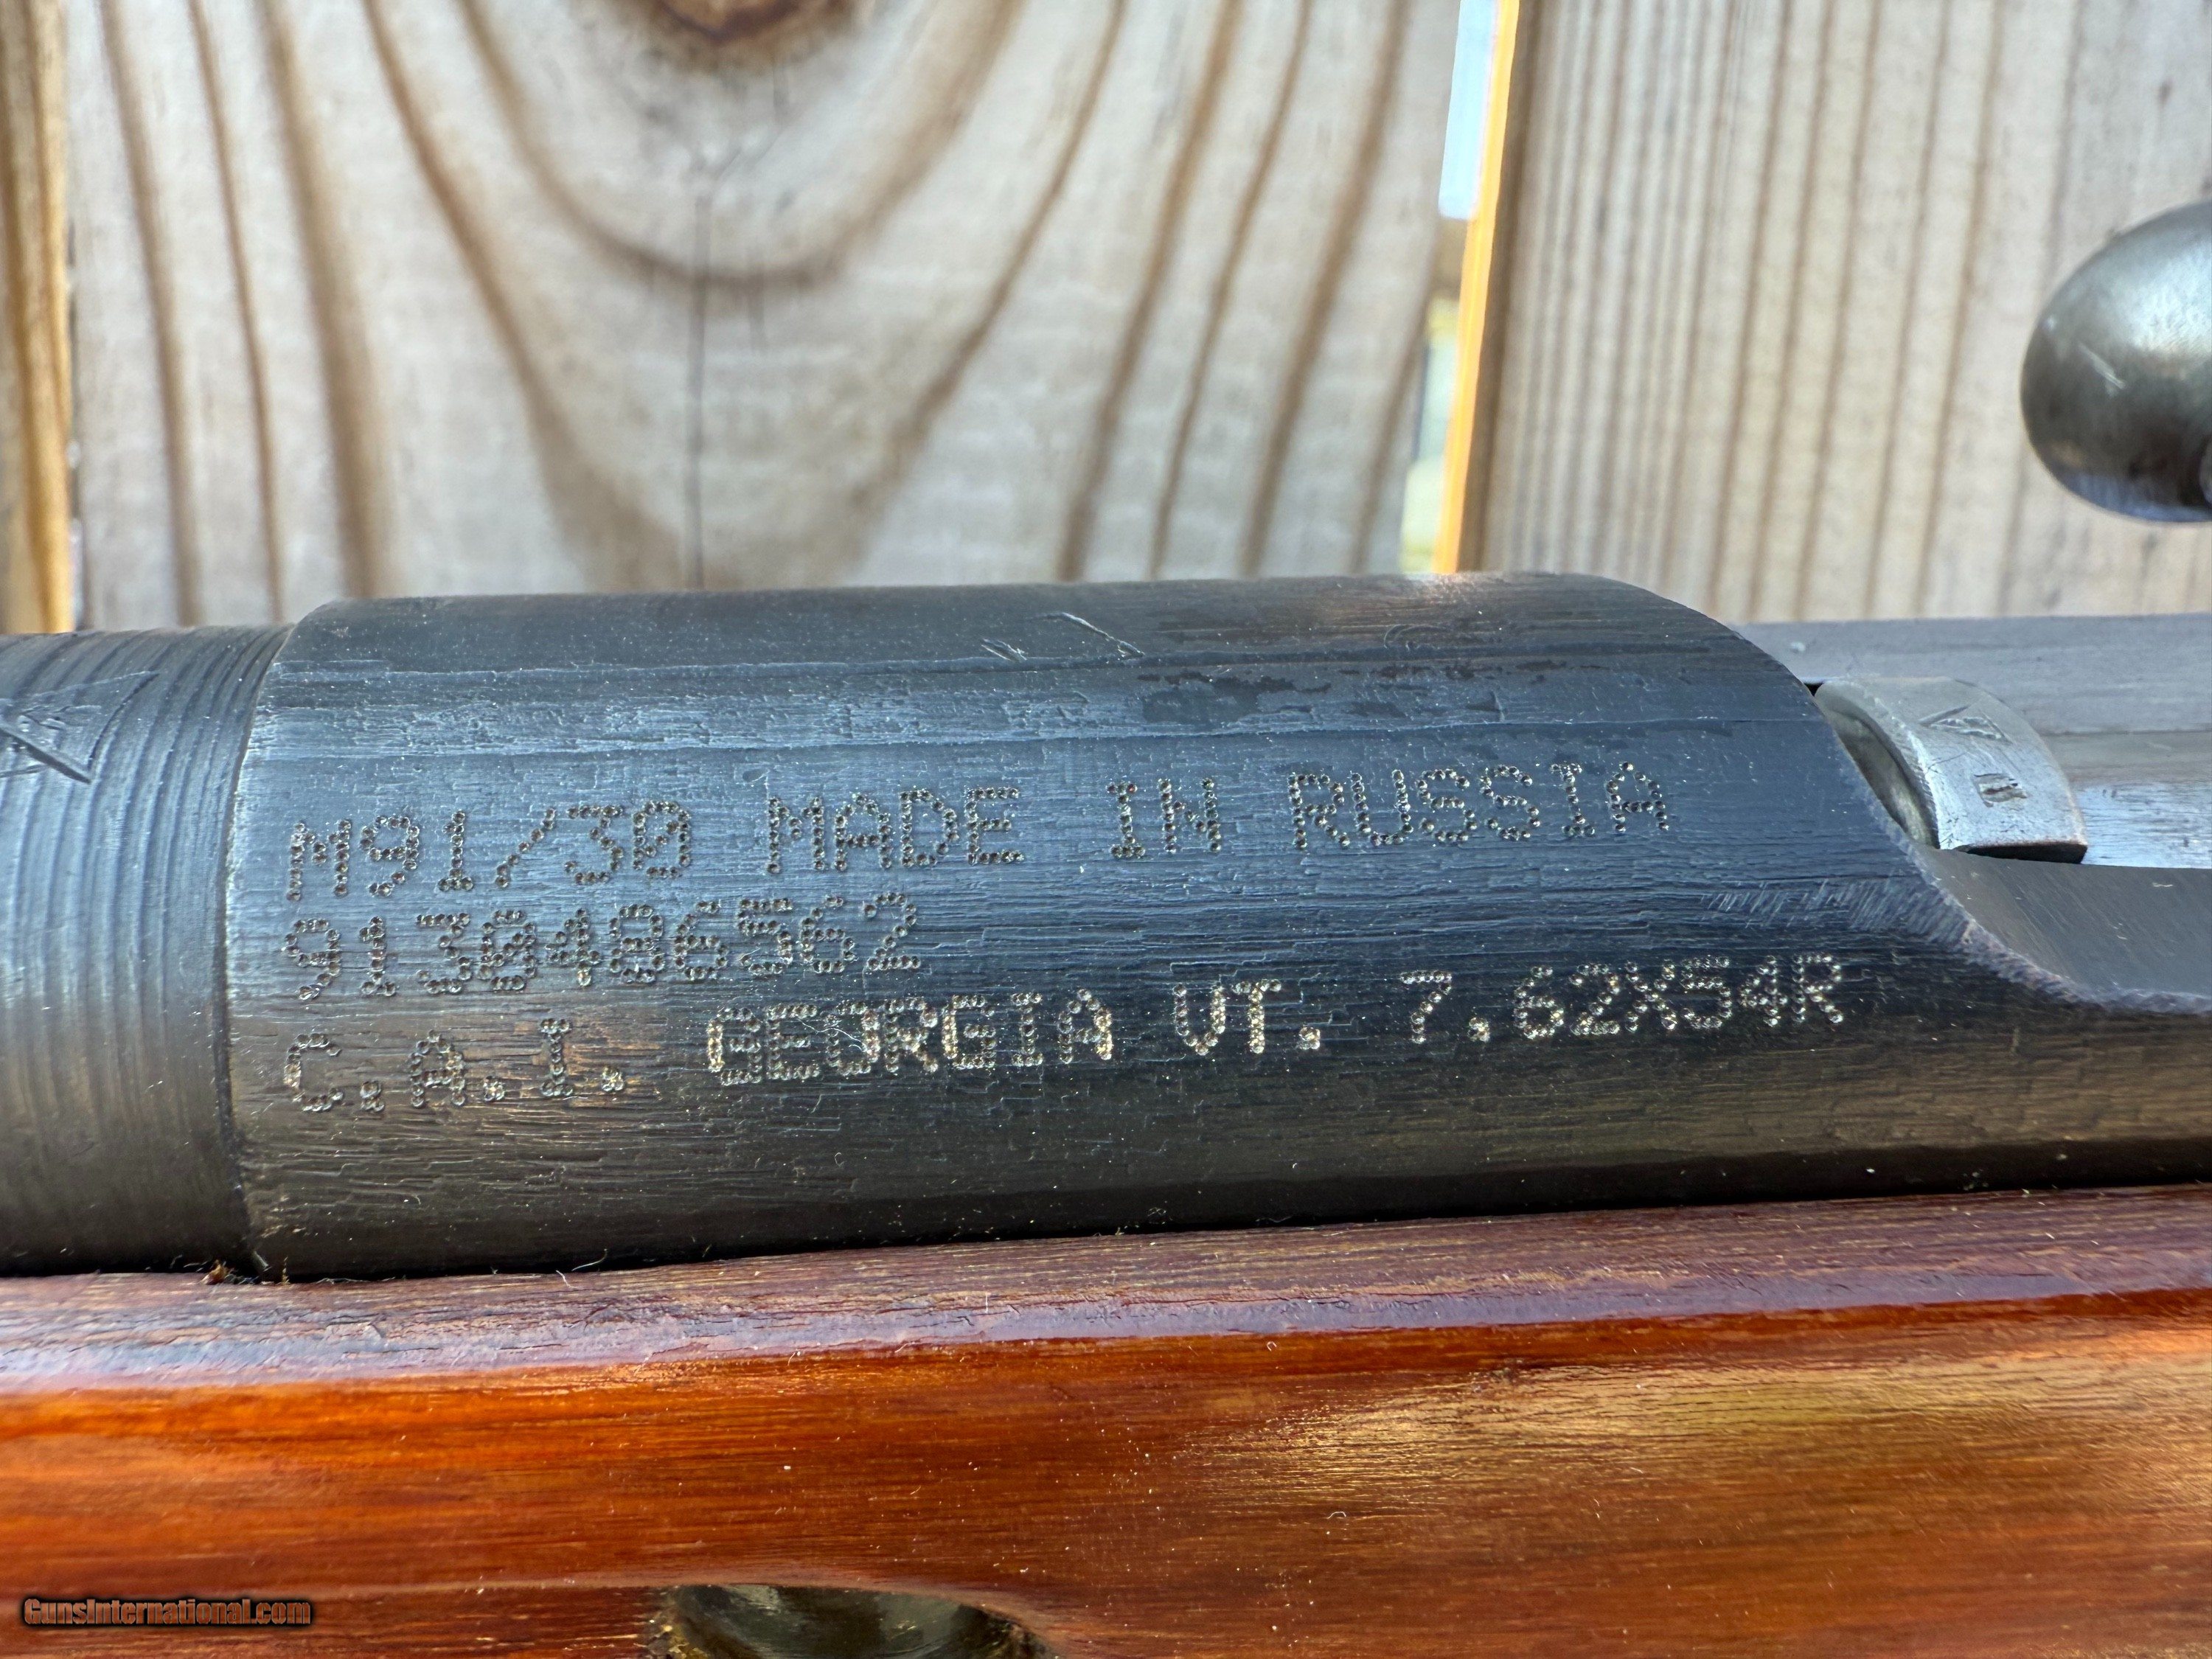 M91/30 MADE IN RUSSIA
9130486562
C.A.I. GEORGIA VT. 7.62X54R
GunsInternational.com